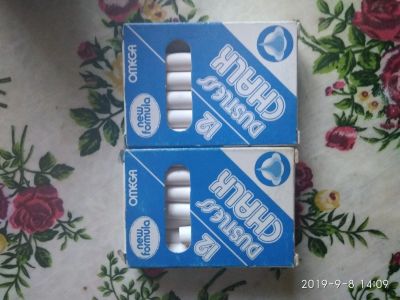 OMEGA
new
formula
12
DUSTLESS
CHALK
OMEGA
new
formula
12
DUSTLESS
CHALK
2019-9-8 14:09